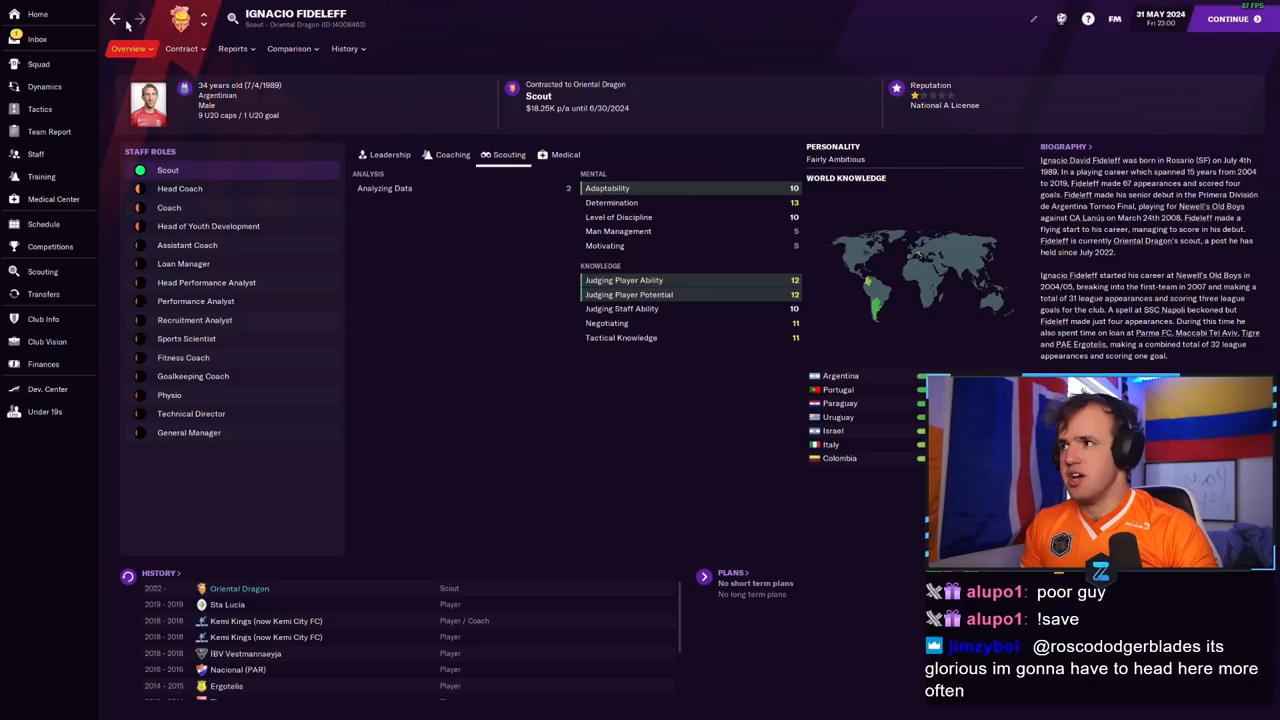 Home
Inbox
1
Squad
Dynamics
Tactics
Team Report
Staff
Training
Medical Center
Schedule
Competitions
Scouting
Transfers
Club Info
Club Vision
Finances
Dev. Center
Under 19s
IGNACIO FIDELEFF
Scout - Oriental Dragon (ID:14008463)
87 FPS
FM
31 MAY 2024
Fri 23:00
CONTINUE
Overview
Contract
Reports
Comparison
History
34 years old (7/4/1989)
Argentinian
Male
9 U20 caps / 1 U20 goal
Contracted to Oriental Dragon
Scout
$18.25K p/a until 6/30/2024
Reputation
National A License
STAFF ROLES
Scout
Head Coach
Coach
Head of Youth Development
Assistant Coach
Loan Manager
Head Performance Analyst
Performance Analyst
Recruitment Analyst
Sports Scientist
Fitness Coach
Goalkeeping Coach
Physio
Technical Director
General Manager
Leadership
Coaching
Scouting
Medical
ANALYSIS
Analyzing Data 2
MENTAL
Adaptability 10
Determination 13
Level of Discipline 10
Man Management 5
Motivating 5
KNOWLEDGE
Judging Player Ability 12
Judging Player Potential 12
Judging Staff Ability 10
Negotiating 11
Tactical Knowledge 11
PERSONALITY
Fairly Ambitious
WORLD KNOWLEDGE
Argentina
Portugal
Paraguay
Uruguay
Israel
Italy
Colombia
BIOGRAPHY >
Ignacio David Fideleff was born in Rosario (SF) on July 4th
1989. In a playing career which spanned 15 years from 2004
to 2019, Fideleff made 67 appearances and scored four
goals. Fideleff made his senior debut in the Primera División
de Argentina Torneo Final, playing for Newell's Old Boys
against CA Lanús on March 24th 2008. Fideleff made a
flying start to his career, managing to score in his debut.
Fideleff is currently Oriental Dragon's scout, a post he has
held since July 2022.
Ignacio Fideleff started his career at Newell's Old Boys in
2004/05, breaking into the first-team in 2007 and making a
total of 31 league appearances and scoring three league
goals for the club. A spell at SSC Napoli beckoned but
Fideleff made just four appearances. During this time he
also spent time on loan at Parma FC, Maccabi Tel Aviv, Tigre
and PAE Ergotelis, making a combined total of 32 league
appearances and scoring one goal.
HISTORY >
2022 - Oriental Dragon Scout
2019 - 2019 Sta Lucia Player
2018 - 2018 Kemi Kings (now Kemi City FC) Player / Coach
2018 - 2018 Kemi Kings (now Kemi City FC) Player
2018 - 2018 ÍBV Vestmannaeyja Player
2016 - 2016 Nacional (PAR) Player
2014 - 2015 Ergotelis Player
PLANS >
No short term plans
No long term plans
alupo1: poor guy
alupo1: !save
jimzyboi: @roscododgerblades its
glorious im gonna have to head here more
often